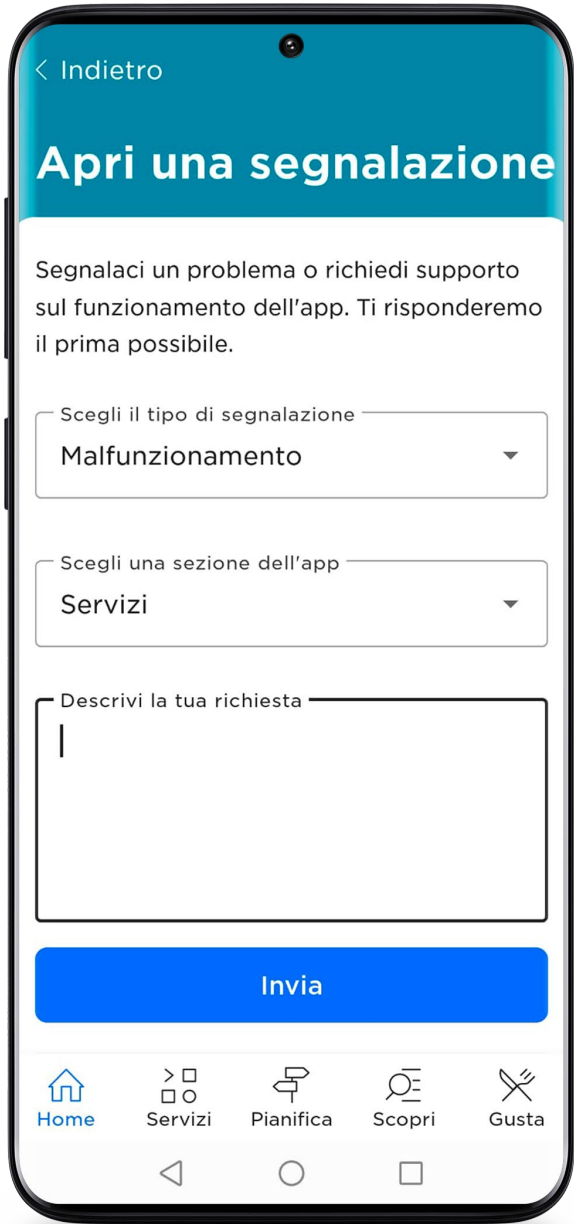 Indietro
Apri una segnalazione
Segnalaci un problema o richiedi supporto
sul funzionamento dell'app. Ti risponderemo
il prima possibile.
Scegli il tipo di segnalazione
Malfunzionamento
Scegli una sezione dell'app
Servizi
Descrivi la tua richiesta
Invia
Home Servizi Pianifica Scopri Gusta